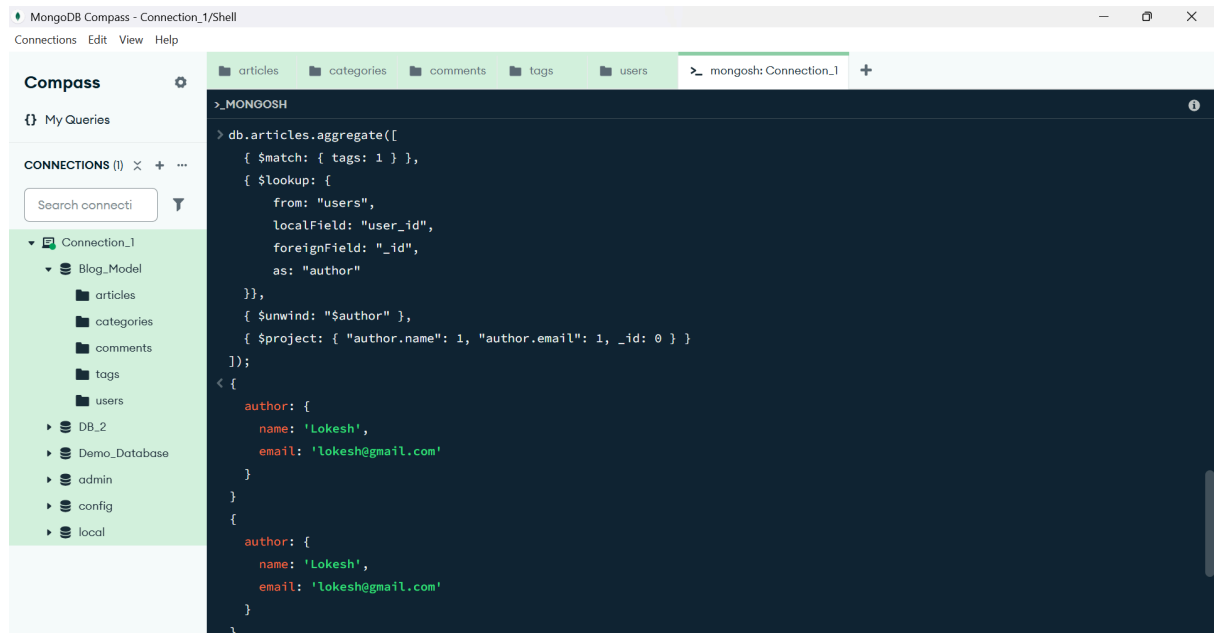 MongoDB Compass - Connection_1/Shell
Connections Edit View Help
Compass
{} My Queries
CONNECTIONS (1)
Search connecti
Connection_1
Blog_Model
articles
categories
comments
tags
users
DB_2
Demo_Database
admin
config
local
articles categories comments tags users >_ mongosh: Connection_1 +
>_MONGOSH
> db.articles.aggregate([
{ $match: { tags: 1 } },
{ $lookup: {
from: "users",
localField: "user_id",
foreignField: "_id",
as: "author"
}},
{ $unwind: "$author" },
{ $project: { "author.name": 1, "author.email": 1, _id: 0 } }
]);
< {
author: {
name: 'Lokesh',
email: 'lokesh@gmail.com'
}
}
{
author: {
name: 'Lokesh',
email: 'lokesh@gmail.com'
}
}